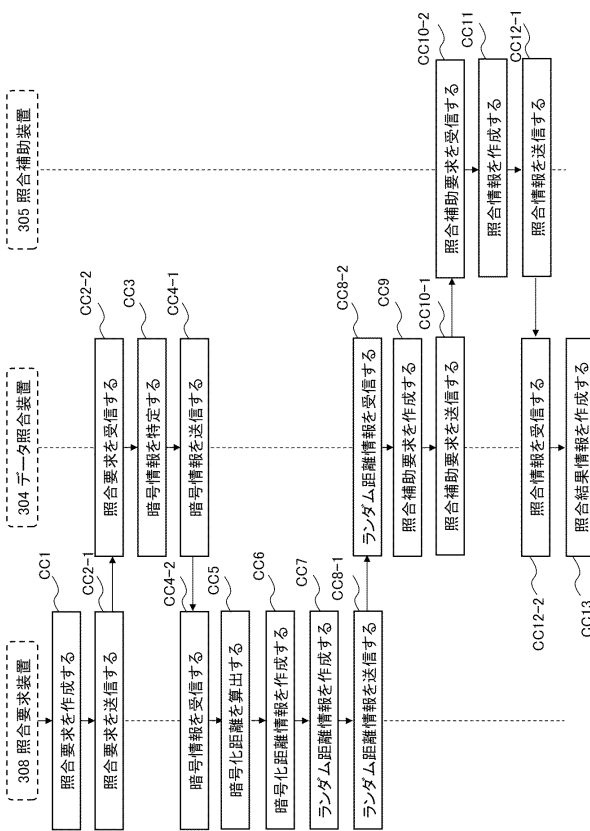 308 照合要求装置
304 データ照合装置
305 照合補助装置
CC1
照合要求を作成する
CC2-1
照合要求を送信する
CC2-2
照合要求を受信する
CC3
暗号情報を特定する
CC4-1
暗号情報を送信する
CC4-2
暗号情報を受信する
CC5
暗号化距離を算出する
CC6
暗号化距離情報を作成する
CC7
ランダム距離情報を作成する
CC8-1
ランダム距離情報を送信する
CC8-2
ランダム距離情報を受信する
CC9
照合補助要求を作成する
CC10-1
照合補助要求を送信する
CC10-2
照合補助要求を受信する
CC11
照合情報を作成する
CC12-1
照合情報を送信する
CC12-2
照合情報を受信する
CC13
照合結果情報を作成する